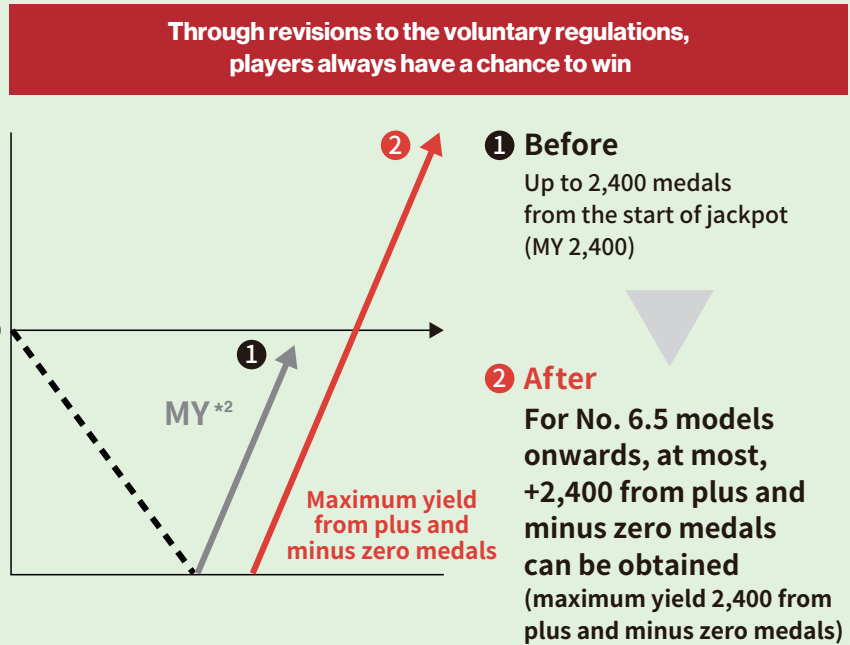 Through revisions to the voluntary regulations,
players always have a chance to win
2
1 Before
Up to 2,400 medals
from the start of jackpot
(MY 2,400)
1
MY*2
2 After
For No. 6.5 models
onwards, at most,
+2,400 from plus and
minus zero medals
can be obtained
(maximum yield 2,400 from
plus and minus zero medals)
Maximum yield
from plus and
minus zero medals